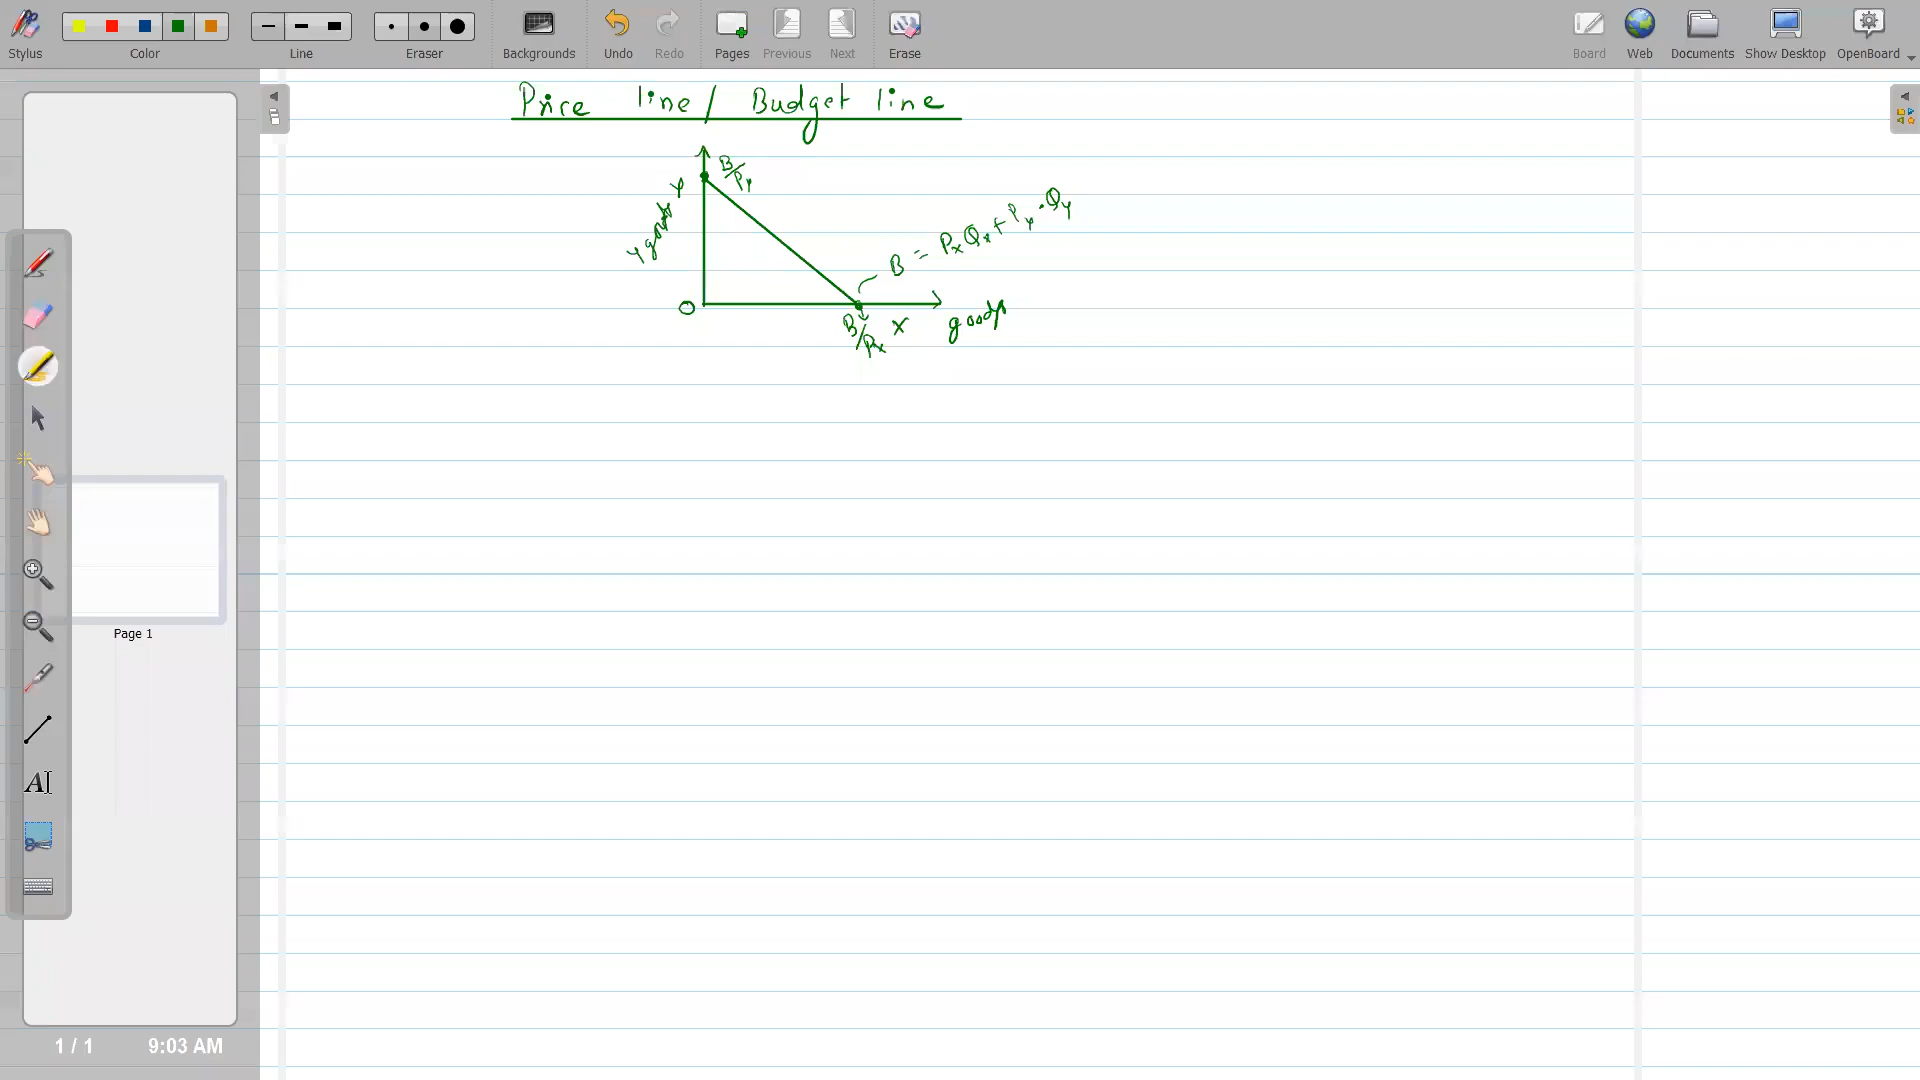 Stylus Color Line Eraser Backgrounds Undo Redo Pages Previous Next Erase Board Web Documents Show Desktop OpenBoard
Price line / Budget line
B/Py
Y goods Y
B = PxQx + Py · Qy
O
B/Px X goods
Page 1
1 / 1 9:03 AM